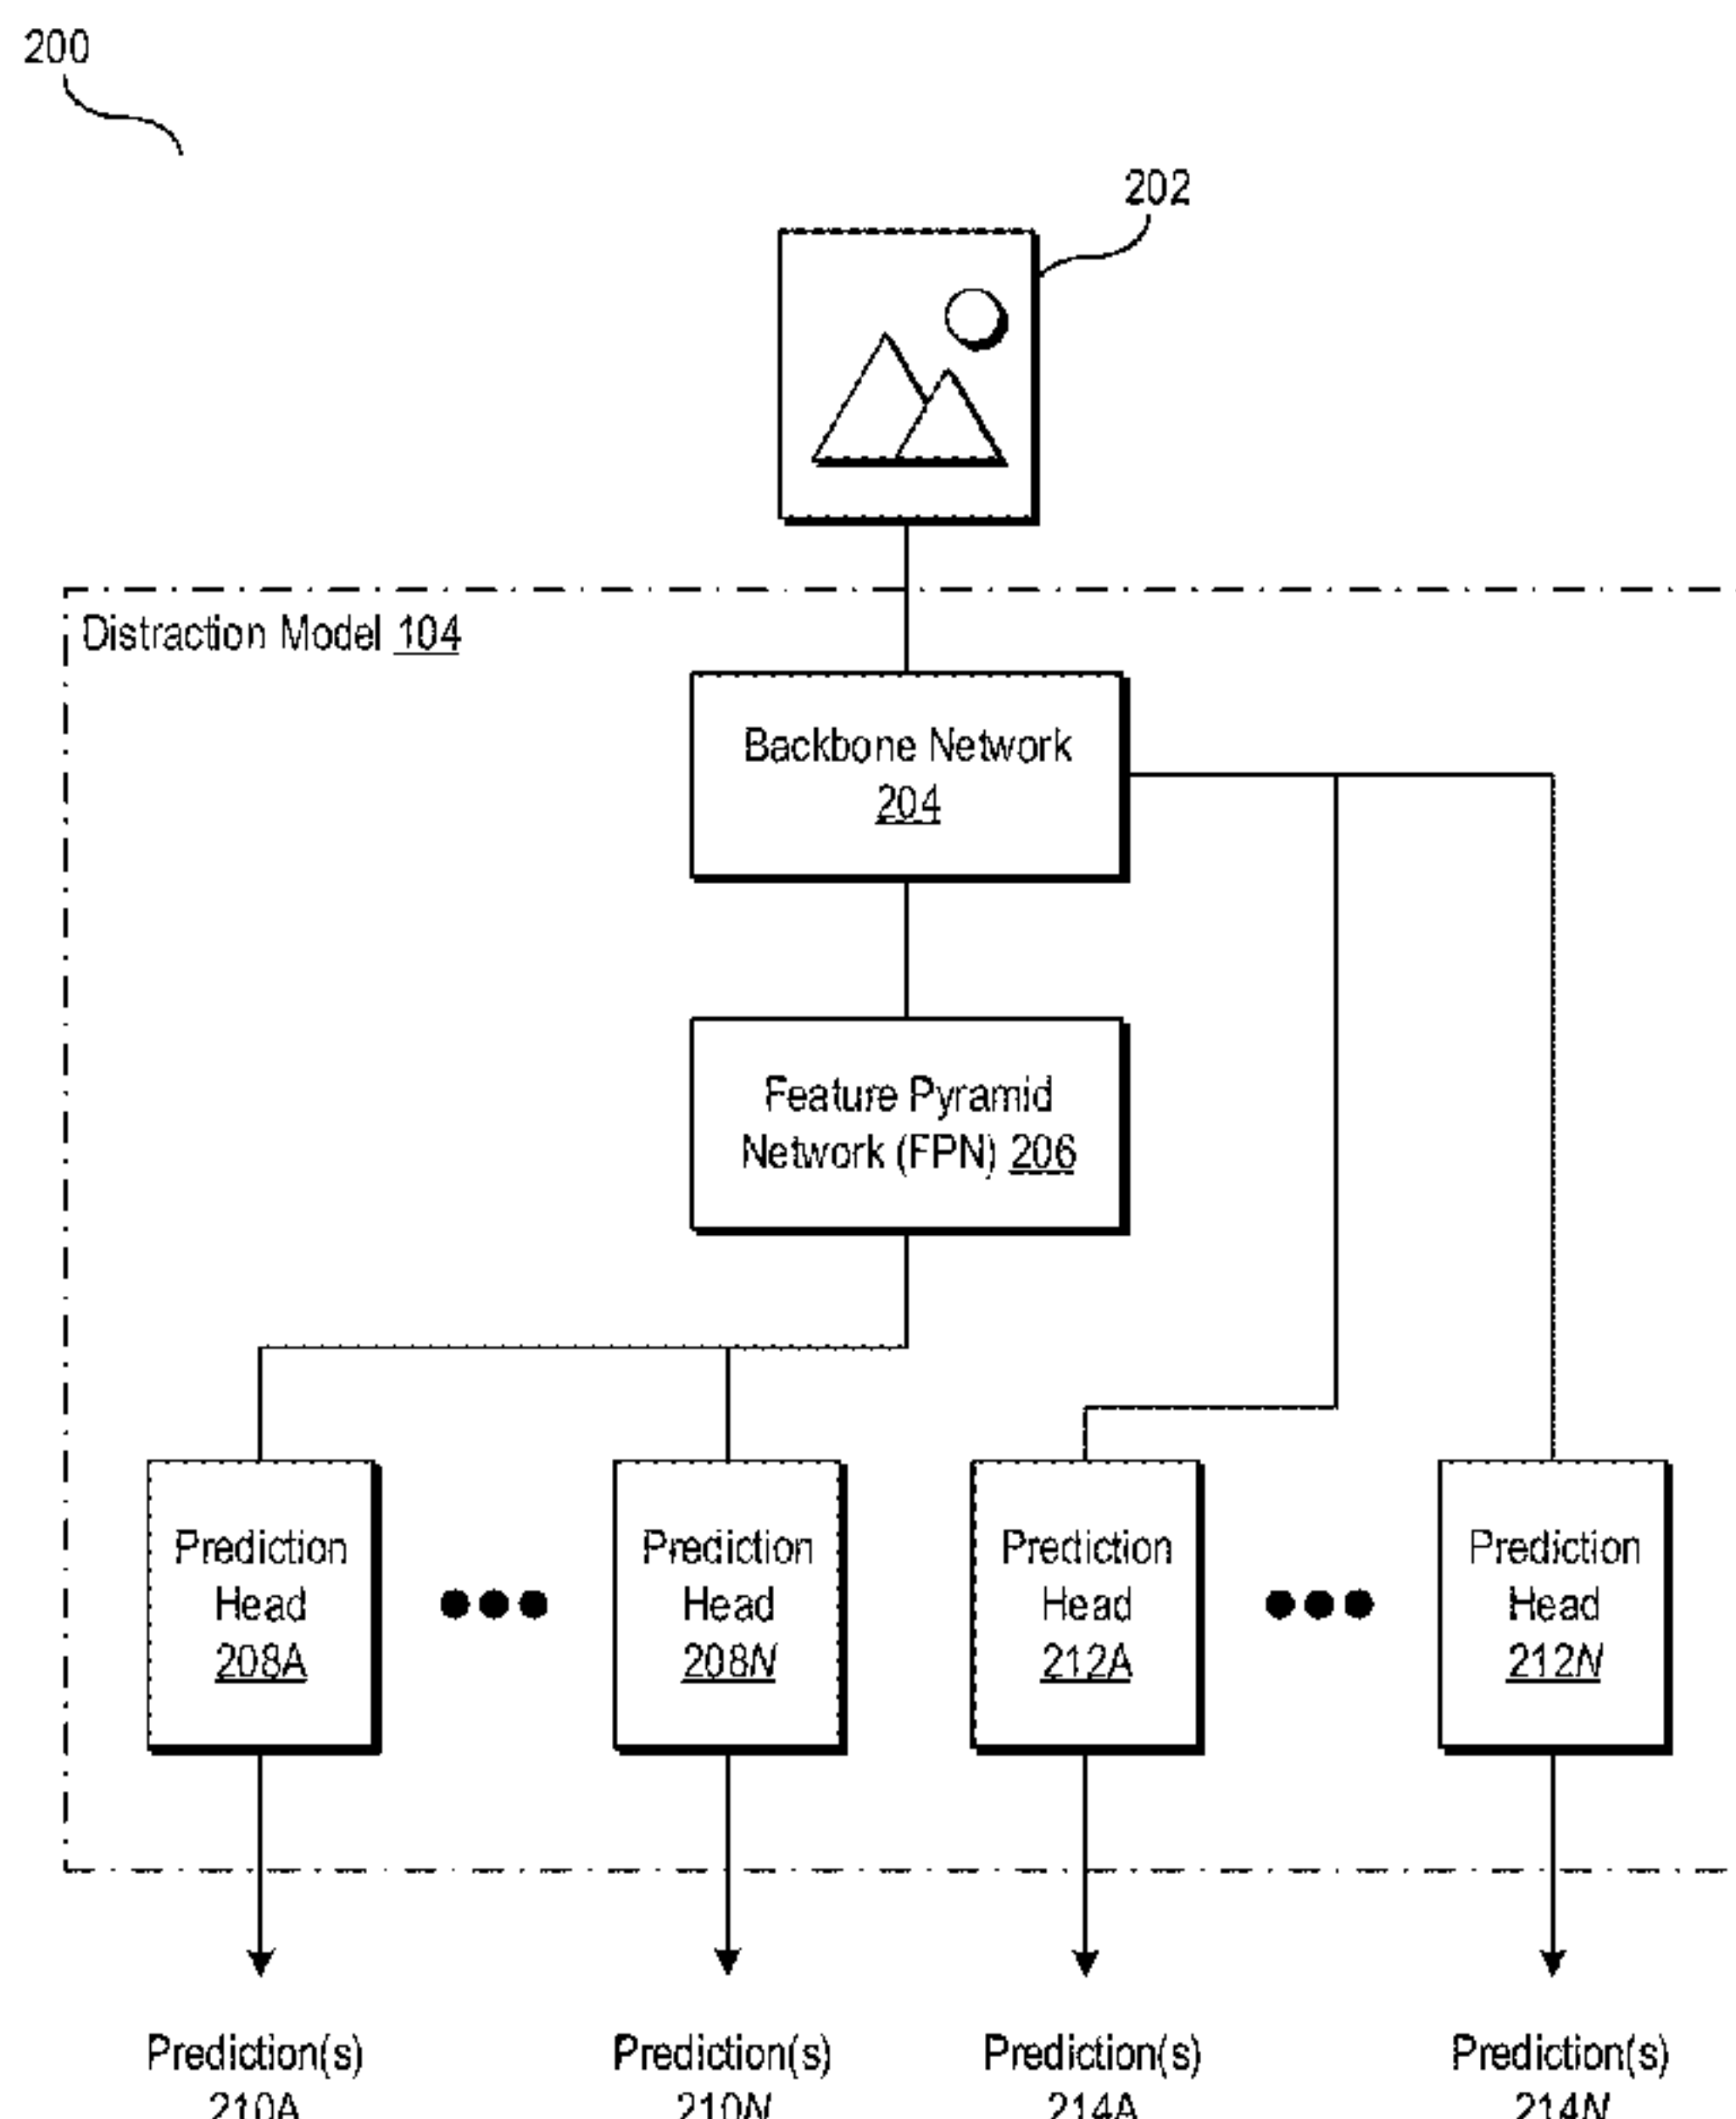 200
202
Distraction Model 104
Backbone Network
204
Feature Pyramid
Network (FPN) 206
Prediction
Head
208A
Prediction
Head
208N
Prediction
Head
212A
Prediction
Head
212N
Prediction(s)
210A
Prediction(s)
210N
Prediction(s)
214A
Prediction(s)
214N